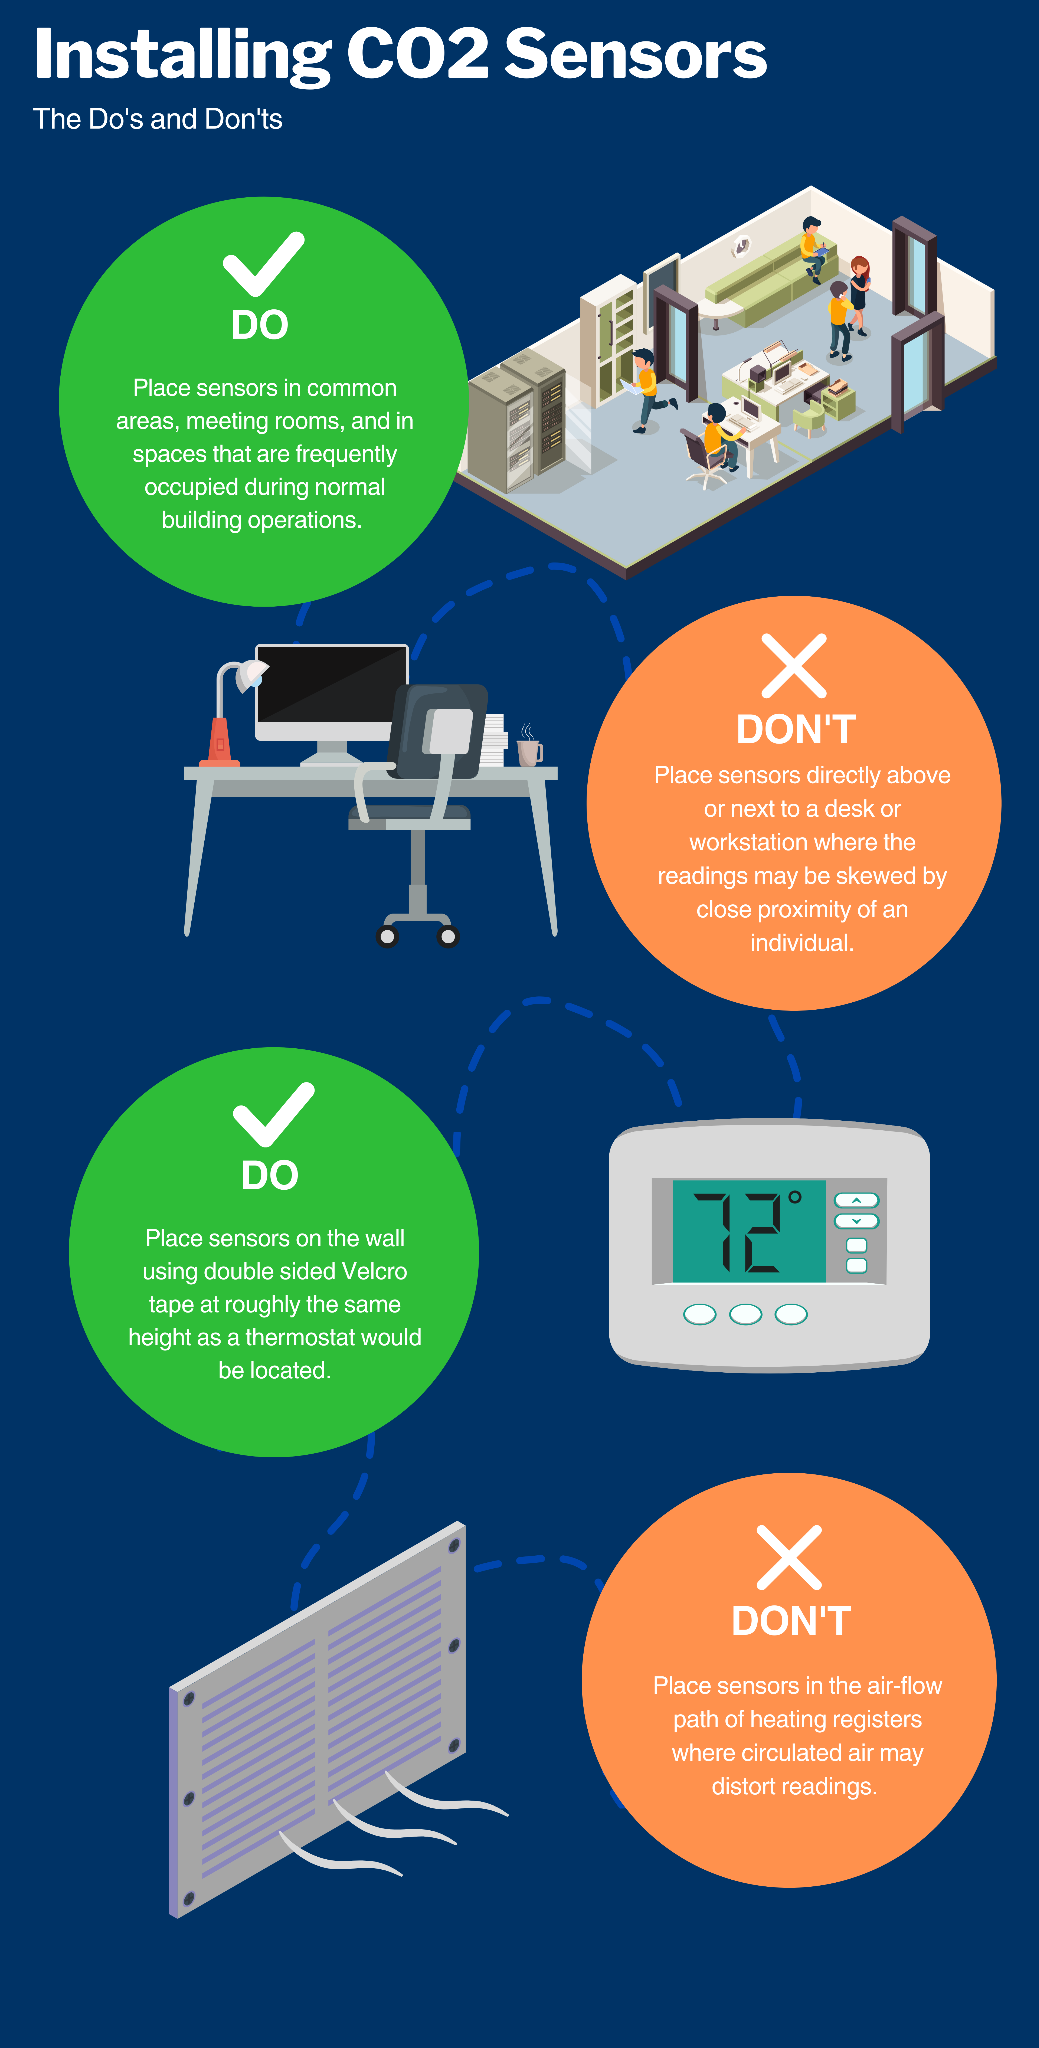 Installing CO2 Sensors
The Do's and Don'ts
DO
Place sensors in common
areas, meeting rooms, and in
spaces that are frequently
occupied during normal
building operations.
DON'T
Place sensors directly above
or next to a desk or
workstation where the
readings may be skewed by
close proximity of an
individual.
DO
Place sensors on the wall
using double sided Velcro
tape at roughly the same
height as a thermostat would
be located.
72°
DON'T
Place sensors in the air-flow
path of heating registers
where circulated air may
distort readings.